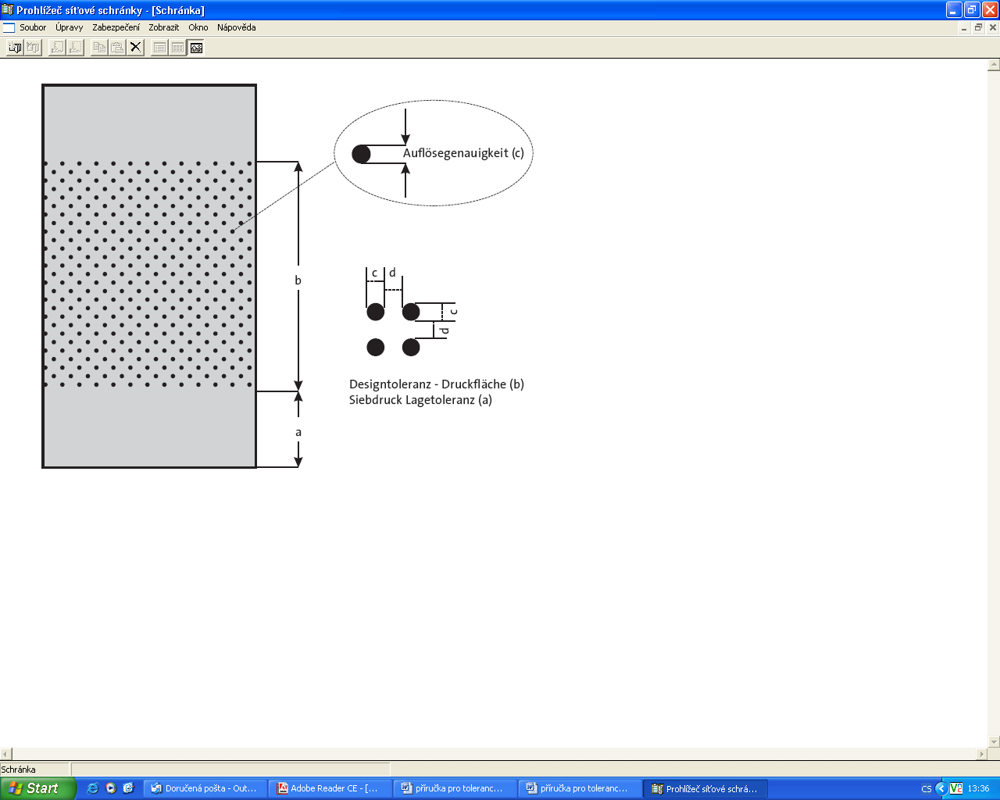 Prohlížeč síťové schránky - [Schránka]
Soubor Úpravy Zabezpečení Zobrazit Okno Nápověda
Auflösegenauigkeit (c)
b
c d
c
d
Designtoleranz - Druckfläche (b)
Siebdruck Lagetoleranz (a)
a
Schránka
Start
Doručená pošta - Out...
Adobe Reader CE - [...
příručka pro toleranc...
příručka pro toleranc...
Prohlížeč síťové schrá...
CS
13:36